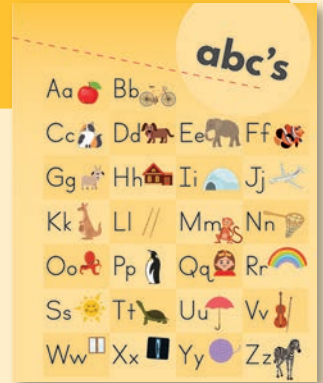 abc's
Aa Bb
Cc Dd Ee Ff
Gg Hh Ii Jj
Kk Ll Mm Nn
Oo Pp Qq Rr
Ss Tt Uu Vv
Ww Xx Yy Zz